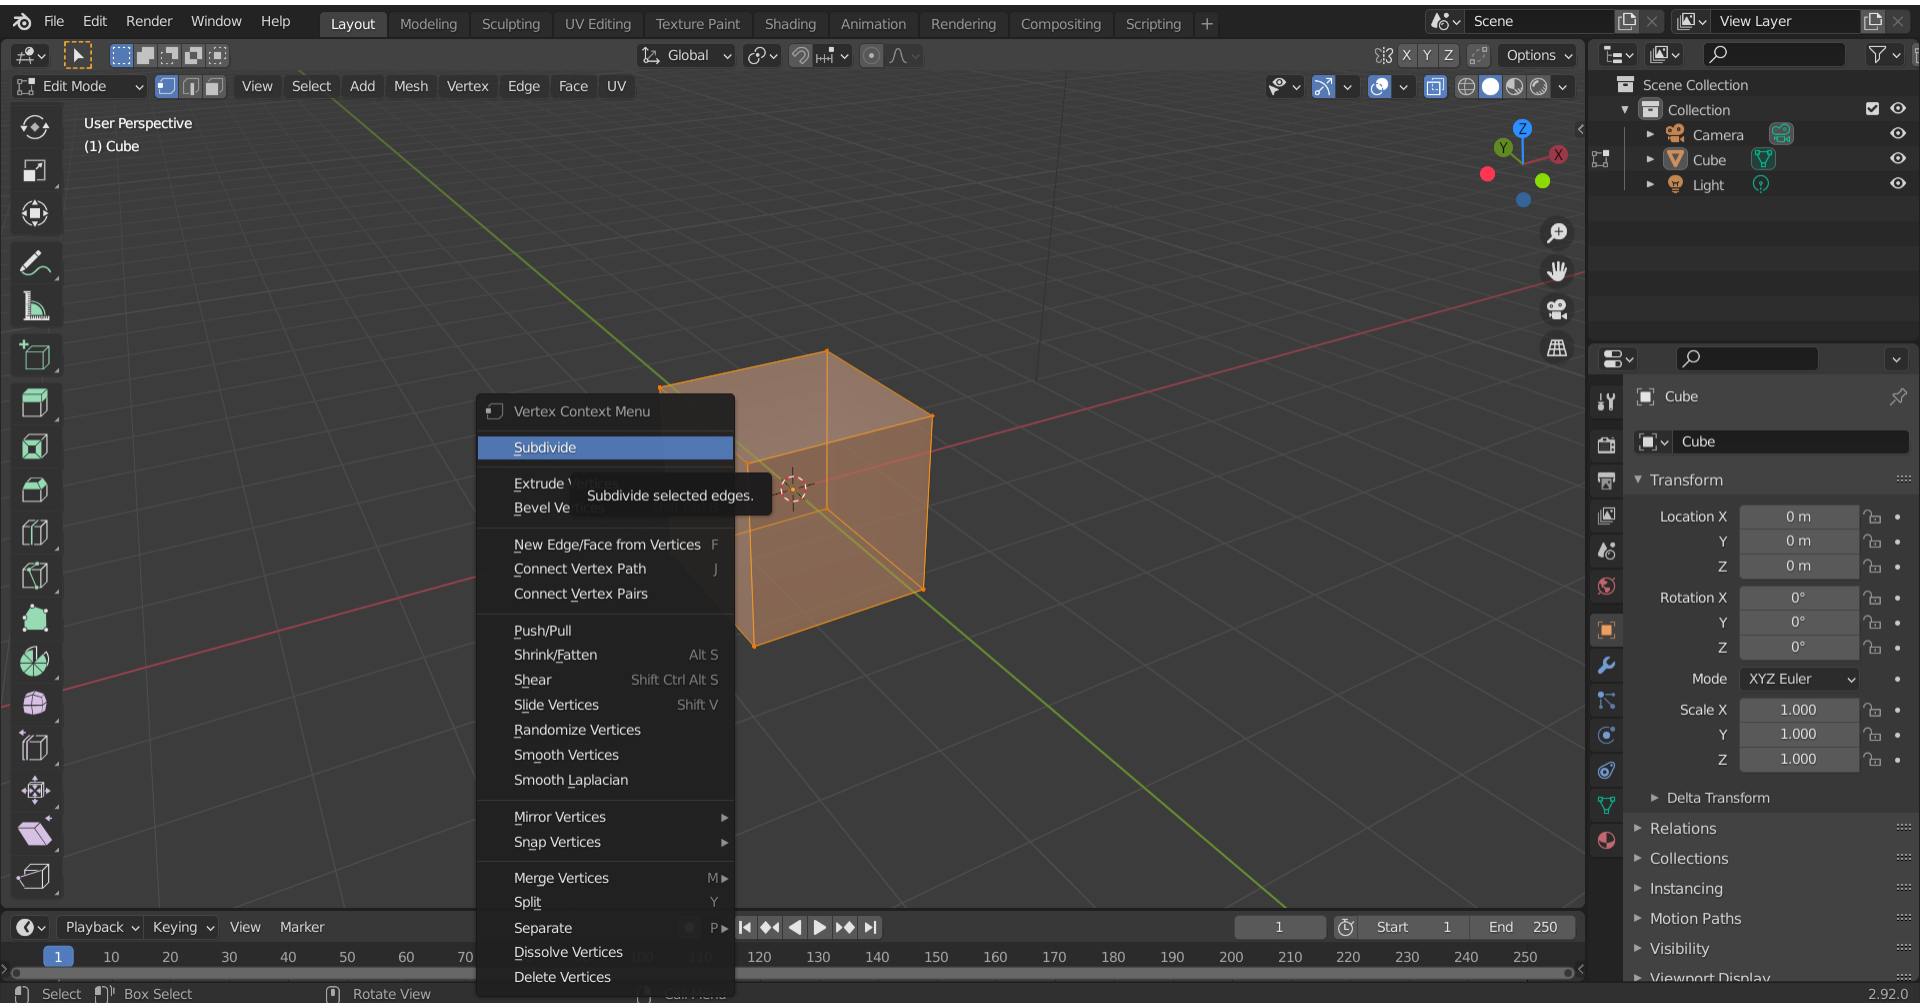 File Edit Render Window Help Layout Modeling Sculpting UV Editing Texture Paint Shading Animation Rendering Compositing Scripting + Scene View Layer
Global X Y Z Options
Edit Mode View Select Add Mesh Vertex Edge Face UV
User Perspective
(1) Cube
Z
Y
X
Scene Collection
Collection
Camera
Cube
Light
Vertex Context Menu
Subdivide
Extrude Vertices
Subdivide selected edges.
Bevel Vertices
New Edge/Face from Vertices F
Connect Vertex Path J
Connect Vertex Pairs
Push/Pull
Shrink/Fatten Alt S
Shear Shift Ctrl Alt S
Slide Vertices Shift V
Randomize Vertices
Smooth Vertices
Smooth Laplacian
Mirror Vertices
Snap Vertices
Merge Vertices M
Split Y
Separate P
Dissolve Vertices
Delete Vertices
Cube
Cube
Transform
Location X 0 m
Y 0 m
Z 0 m
Rotation X 0°
Y 0°
Z 0°
Mode XYZ Euler
Scale X 1.000
Y 1.000
Z 1.000
Delta Transform
Relations
Collections
Instancing
Motion Paths
Visibility
Viewport Display
Playback Keying View Marker 1 Start 1 End 250
1 10 20 30 40 50 60 70 110 120 130 140 150 160 170 180 190 200 210 220 230 240 250
Select Box Select Rotate View Call Menu 2.92.0